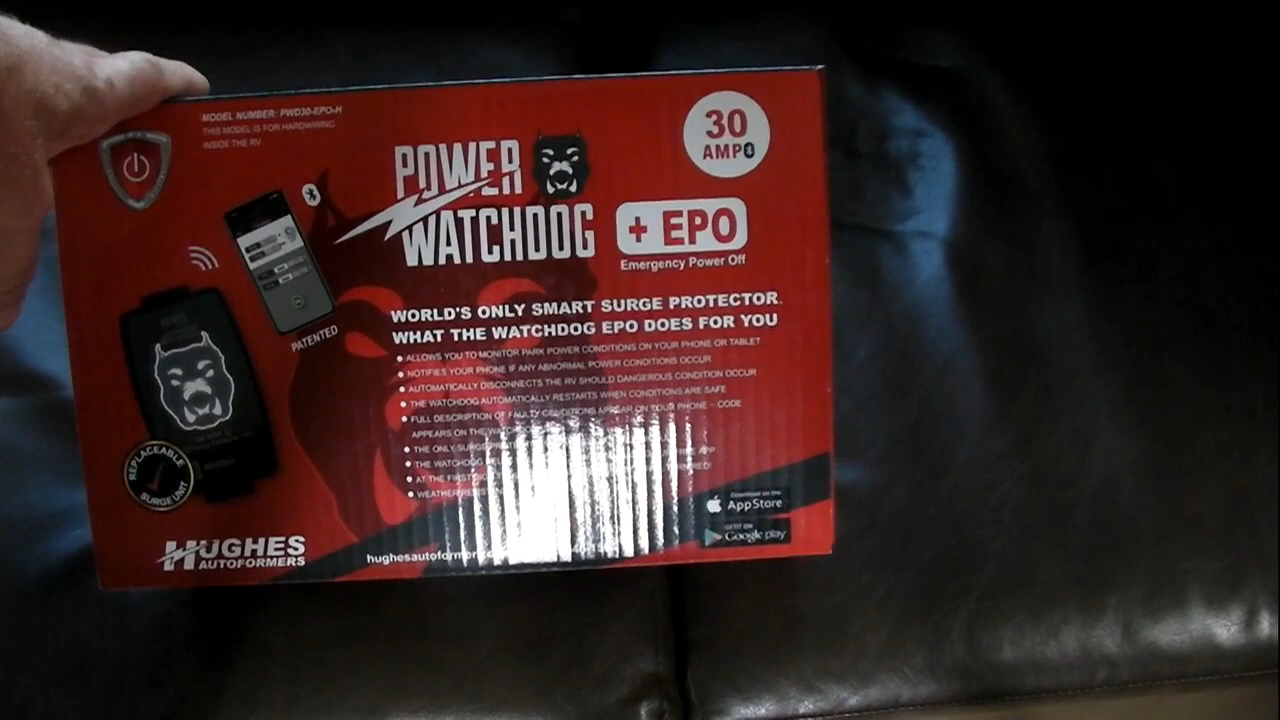 MODEL NUMBER: PWD30-EPO-H
THIS MODEL IS FOR HARDWIRING
INSIDE THE RV
30
AMP
POWER
WATCHDOG
+ EPO
Emergency Power Off
PATENTED
WORLD'S ONLY SMART SURGE PROTECTOR.
WHAT THE WATCHDOG EPO DOES FOR YOU
ALLOWS YOU TO MONITOR PARK POWER CONDITIONS ON YOUR PHONE OR TABLET
NOTIFIES YOUR PHONE IF ANY ABNORMAL POWER CONDITIONS OCCUR
AUTOMATICALLY DISCONNECTS THE RV SHOULD DANGEROUS CONDITION OCCUR
THE WATCHDOG AUTOMATICALLY RESTARTS WHEN CONDITIONS ARE SAFE
FULL DESCRIPTION OF FAULTY CONDITIONS APPEAR ON YOUR PHONE – CODE
APPEARS ON THE
THE ONLY APP
THE WATCHDOG
AT THE FIRST
REPLACEABLE
SURGE UNIT
HUGHES
AUTOFORMERS
Download on the
App Store
GET IT ON
Google play